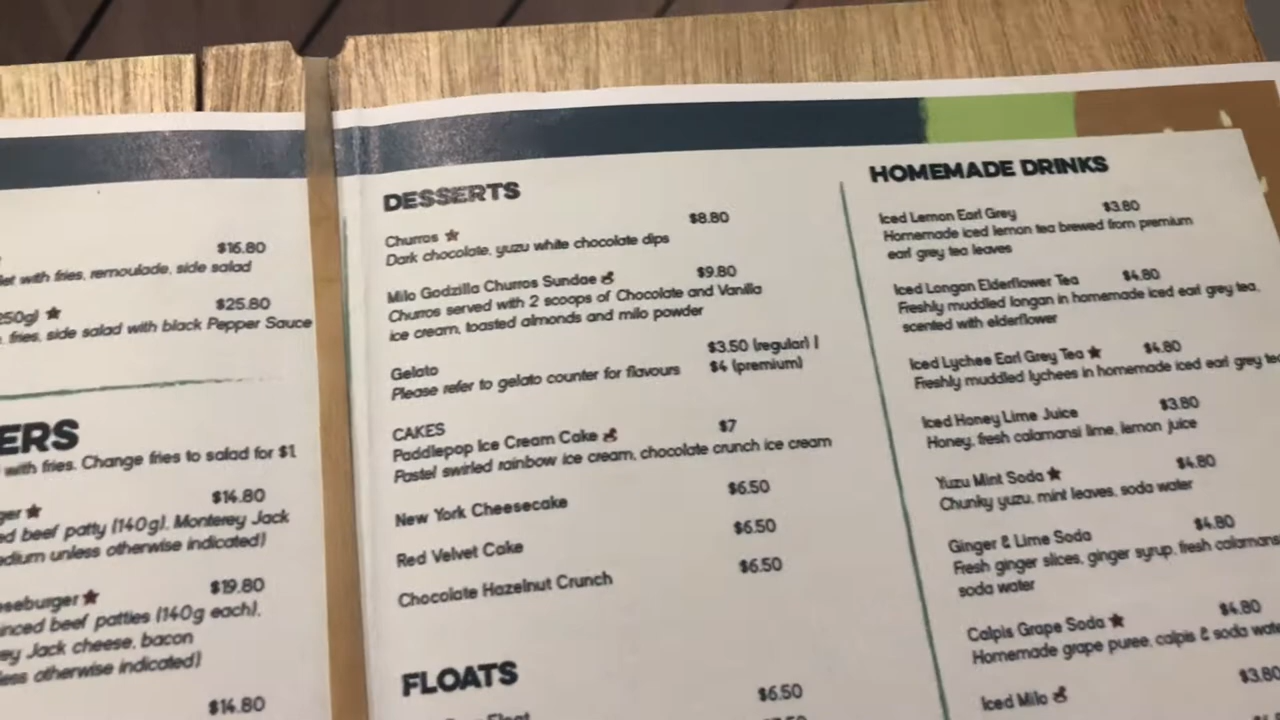 $16.80
with fries, remoulade, side salad
250g) ★ $25.80
, fries, side salad with black Pepper Sauce
ERS
with fries. Change fries to salad for $1
ger ★ $14.80
ed beef patty (140g), Monterey Jack
edium unless otherwise indicated)
seburger ★ $19.80
inced beef patties (140g each),
ey Jack cheese, bacon
less otherwise indicated)
$14.80
DESSERTS
Churros ★ $8.80
Dark chocolate, yuzu white chocolate dips
Milo Godzilla Churros Sundae $9.80
Churros served with 2 scoops of Chocolate and Vanilla
ice cream, toasted almonds and milo powder
Gelato $3.50 (regular) |
Please refer to gelato counter for flavours $4 (premium)
CAKES
Paddlepop Ice Cream Cake $7
Pastel swirled rainbow ice cream, chocolate crunch ice cream
New York Cheesecake $6.50
Red Velvet Cake $6.50
Chocolate Hazelnut Crunch $6.50
FLOATS
Float $6.50
HOMEMADE DRINKS
Iced Lemon Earl Grey $3.80
Homemade iced lemon tea brewed from premium
earl grey tea leaves
Iced Longan Elderflower Tea $4.80
Freshly muddled longan in homemade iced earl grey tea,
scented with elderflower
Iced Lychee Earl Grey Tea ★ $4.80
Freshly muddled lychees in homemade iced earl grey tea
Iced Honey Lime Juice $3.80
Honey, fresh calamansi lime, lemon juice
Yuzu Mint Soda ★ $4.80
Chunky yuzu, mint leaves, soda water
Ginger & Lime Soda $4.80
Fresh ginger slices, ginger syrup, fresh calamans
soda water
Calpis Grape Soda ★ $4.80
Homemade grape puree, calpis & soda wate
Iced Milo $3.80